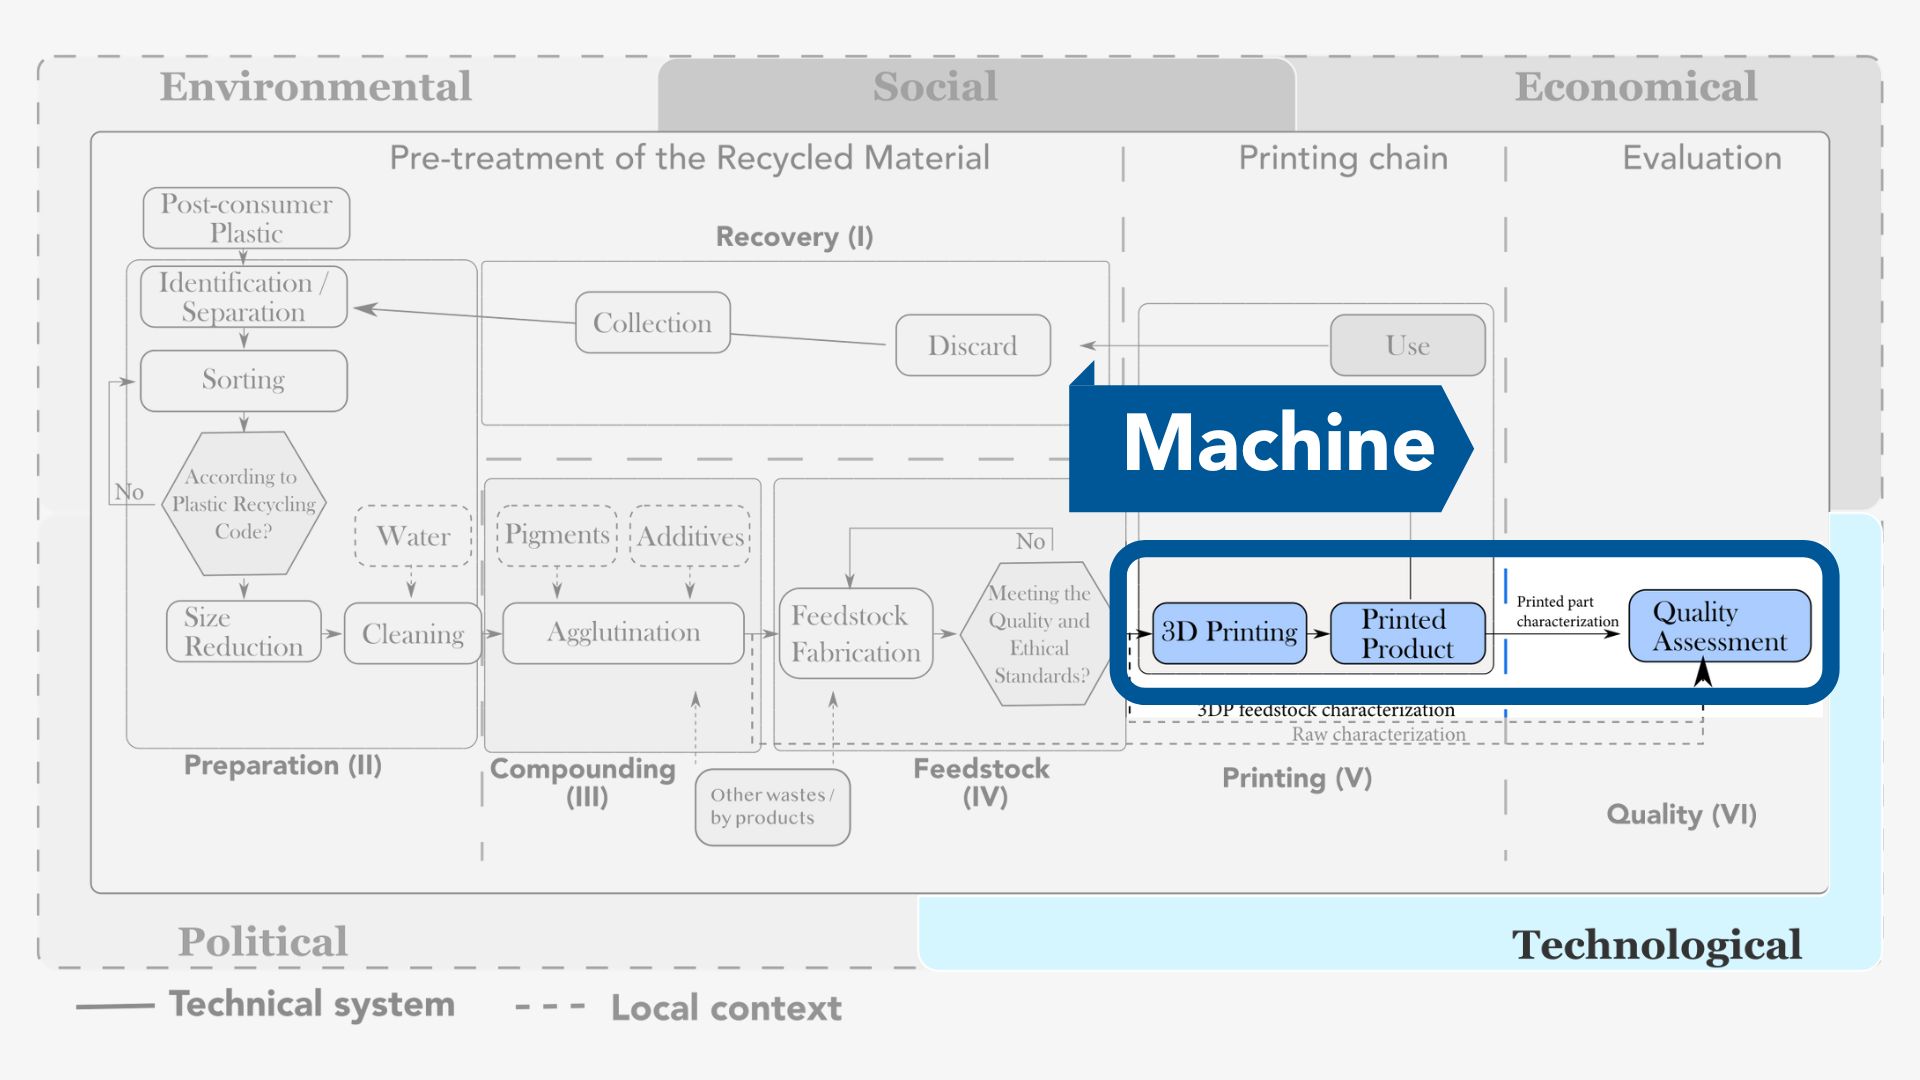 Environmental
Social
Economical
Pre-treatment of the Recycled Material
Printing chain
Evaluation
Post-consumer
Plastic
Recovery (I)
Identification /
Separation
Collection
Discard
Use
Sorting
Machine
According to
Plastic Recycling
Code?
No
Water
Pigments
Additives
No
Meeting the
Quality and
Ethical
Standards?
Size
Reduction
Cleaning
Agglutination
Feedstock
Fabrication
3D Printing
Printed
Product
Printed part
characterization
Quality
Assessment
3DP feedstock characterization
Raw characterization
Preparation (II)
Compounding
(III)
Feedstock
(IV)
Printing (V)
Quality (VI)
Other wastes /
by products
Political
Technological
Technical system
Local context